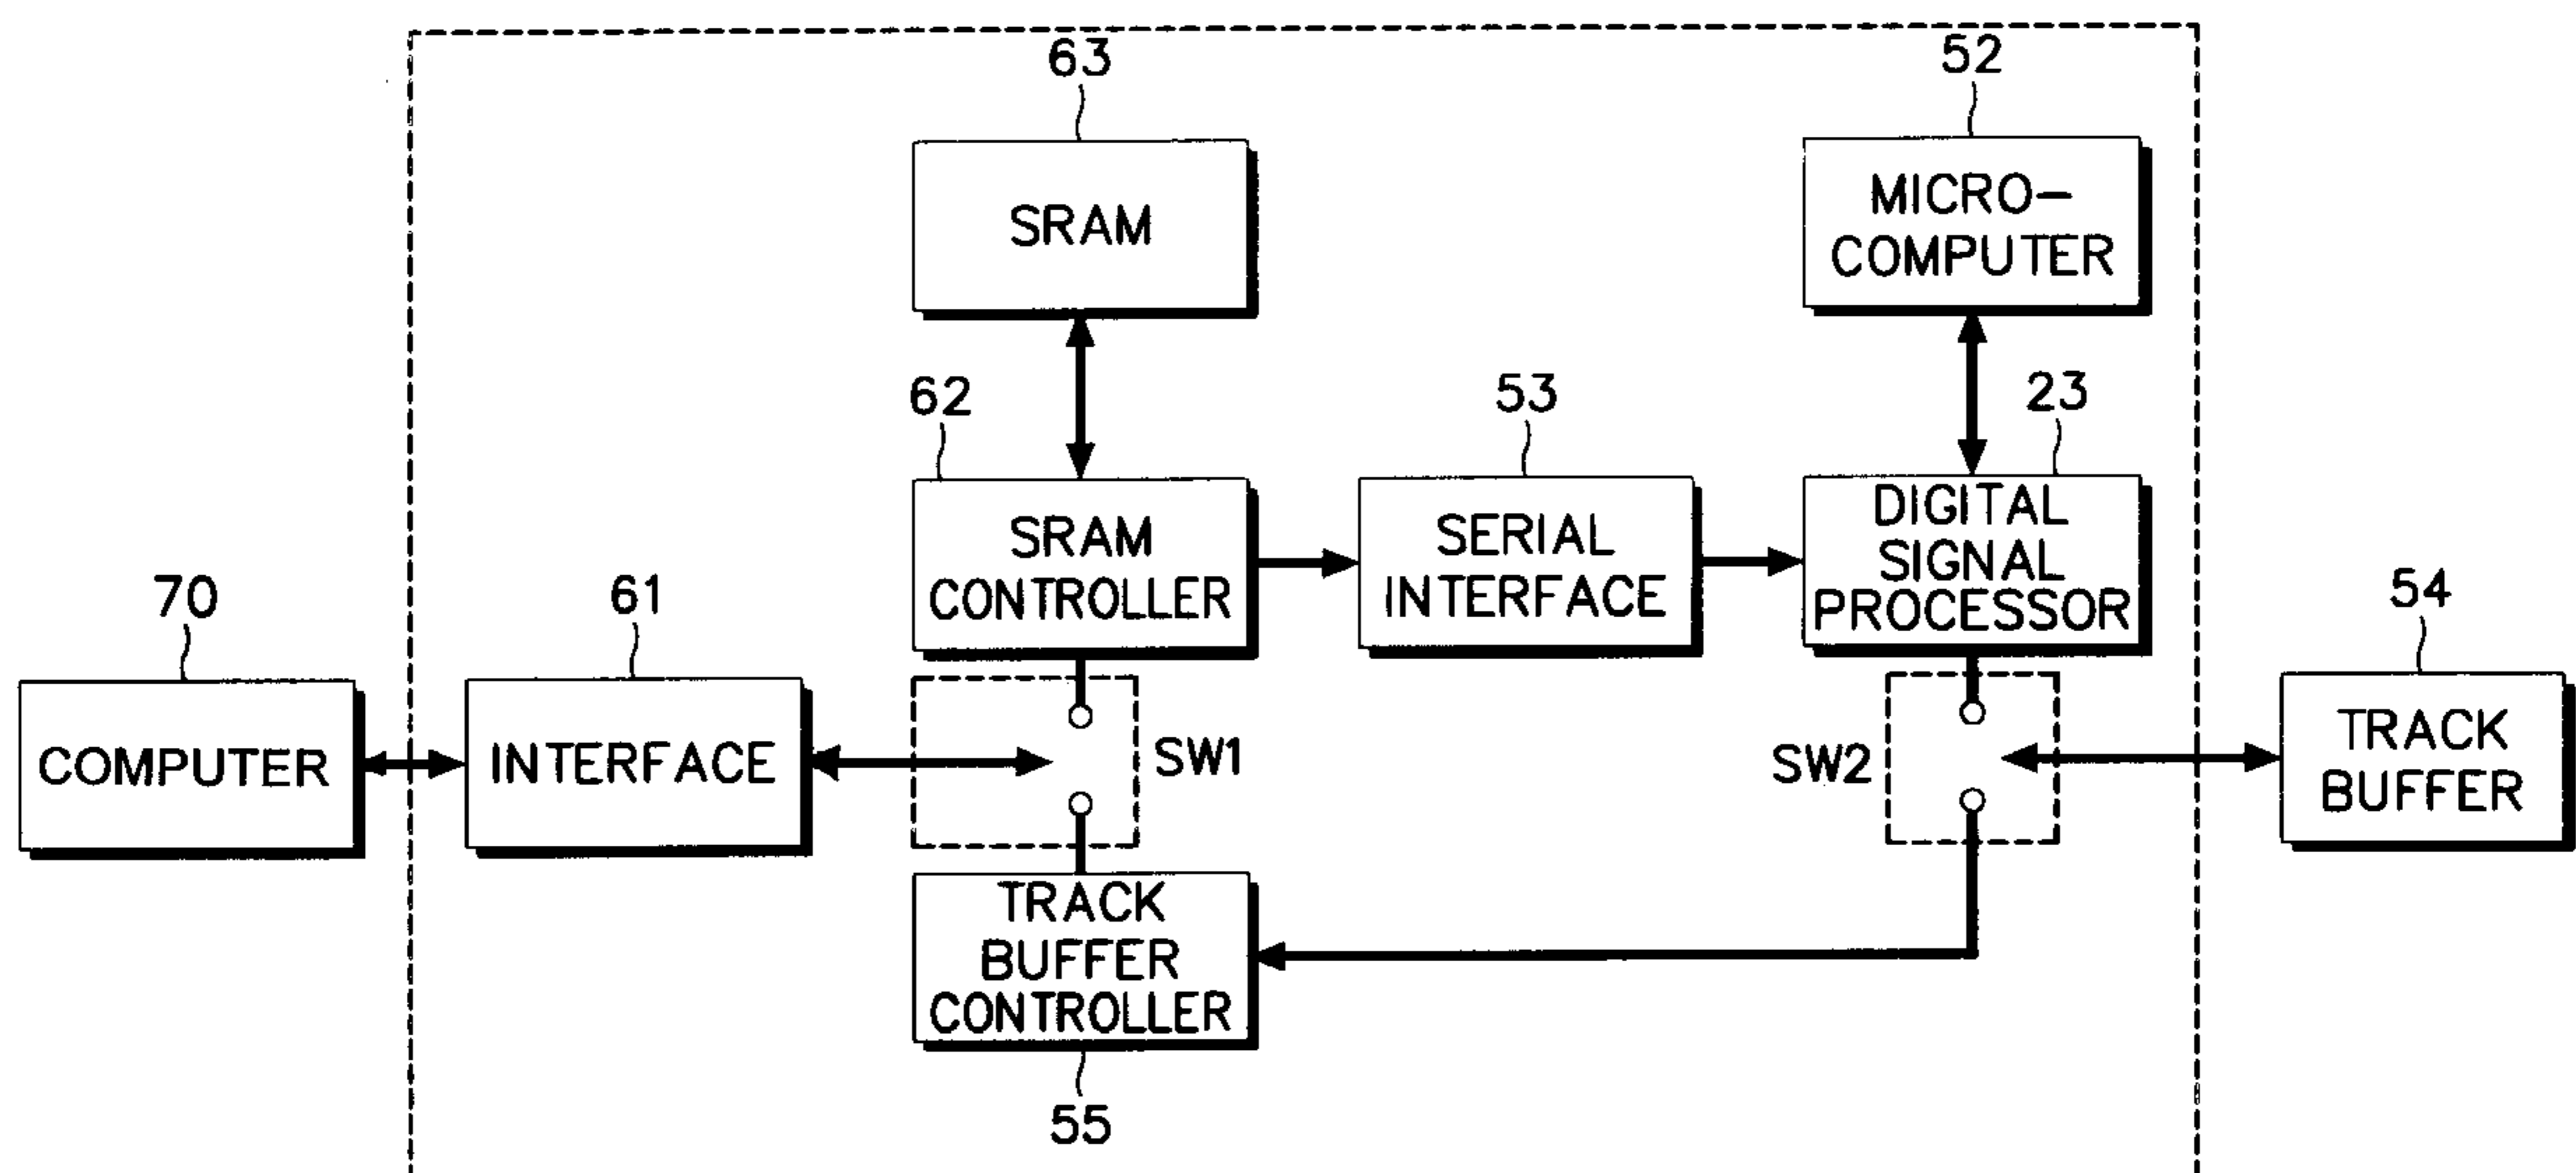 63
52
SRAM
MICRO-
COMPUTER
62
53
23
SRAM
CONTROLLER
SERIAL
INTERFACE
DIGITAL
SIGNAL
PROCESSOR
70
61
54
COMPUTER
INTERFACE
SW1
SW2
TRACK
BUFFER
TRACK
BUFFER
CONTROLLER
55